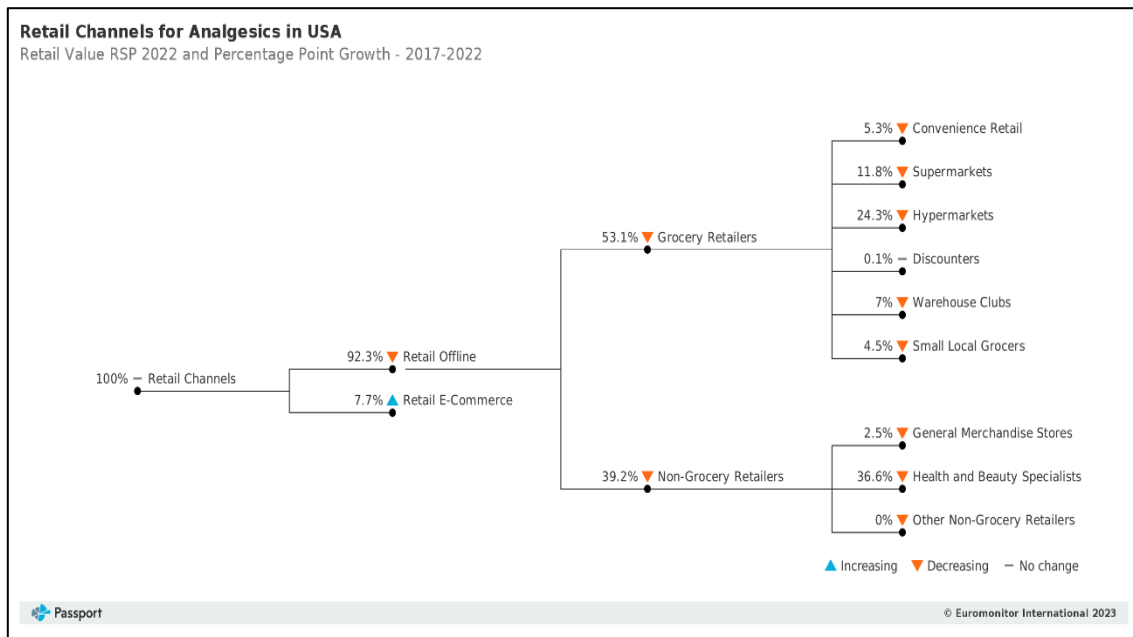 Retail Channels for Analgesics in USA
Retail Value RSP 2022 and Percentage Point Growth - 2017-2022
100% – Retail Channels
92.3% ▼ Retail Offline
7.7% ▲ Retail E-Commerce
53.1% ▼ Grocery Retailers
39.2% ▼ Non-Grocery Retailers
5.3% ▼ Convenience Retail
11.8% ▼ Supermarkets
24.3% ▼ Hypermarkets
0.1% – Discounters
7% ▼ Warehouse Clubs
4.5% ▼ Small Local Grocers
2.5% ▼ General Merchandise Stores
36.6% ▼ Health and Beauty Specialists
0% ▼ Other Non-Grocery Retailers
▲ Increasing ▼ Decreasing – No change
Passport
© Euromonitor International 2023